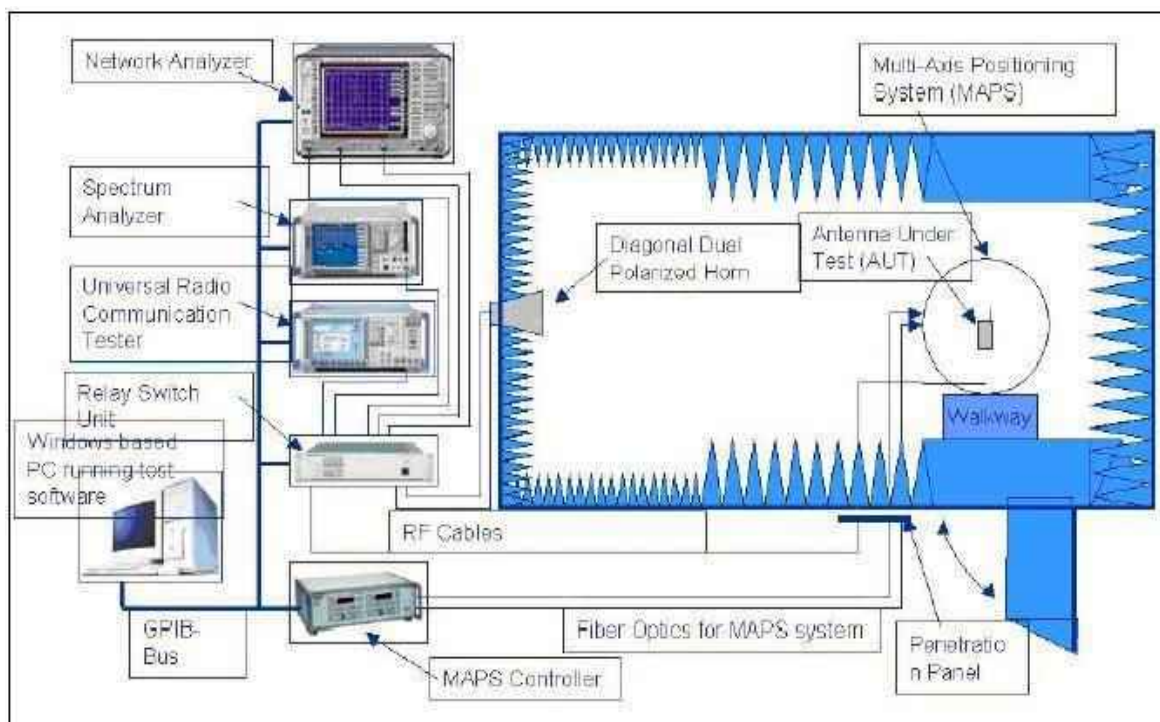 Network Analyzer
Multi-Axis Positioning
System (MAPS)
Spectrum
Analyzer
Diagonal Dual
Polarized Horn
Antenna Under
Test (AUT)
Universal Radio
Communication
Tester
Relay Switch
Unit
Windows based
PC running test
software
Walkway
RF Cables
GPIB-
Bus
Fiber Optics for MAPS system
Penetratio
n Panel
MAPS Controller